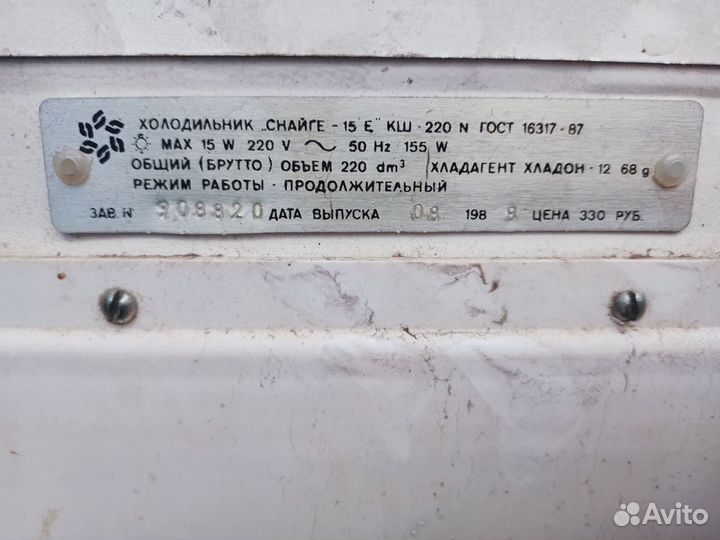 ХОЛОДИЛЬНИК „СНАЙГЕ - 15 Е" КШ - 220 N ГОСТ 16317 - 87
MAX 15 W 220 V ~ 50 Hz 155 W
ОБЩИЙ (БРУТТО) ОБЪЕМ 220 dm³ ХЛАДАГЕНТ ХЛАДОН - 12 68 g
РЕЖИМ РАБОТЫ - ПРОДОЛЖИТЕЛЬНЫЙ
ЗАВ. N 908820 ДАТА ВЫПУСКА 08 198 8 ЦЕНА 330 РУБ.
Avito